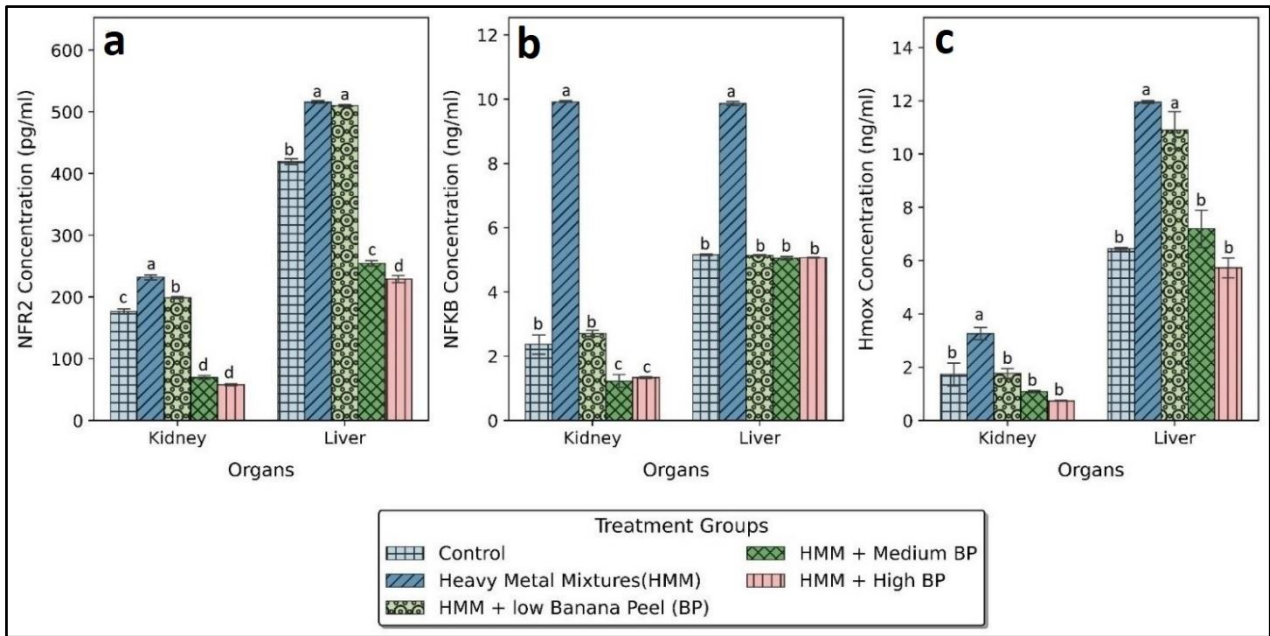 a
NFR2 Concentration (pg/ml)
600
500
400
300
200
100
0
c
a
b
d
d
b
a
a
c
d
Kidney
Liver
Organs
b
NFKB Concentration (ng/ml)
12
10
8
6
4
2
0
b
a
b
c
c
b
a
b
b
b
Kidney
Liver
Organs
c
Hmox Concentration (ng/ml)
14
12
10
8
6
4
2
0
b
a
b
b
b
b
a
a
b
b
Kidney
Liver
Organs
Treatment Groups
Control
Heavy Metal Mixtures(HMM)
HMM + low Banana Peel (BP)
HMM + Medium BP
HMM + High BP